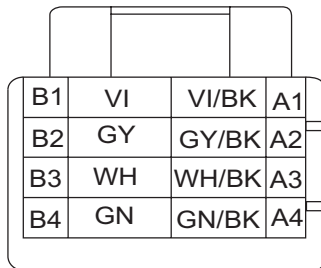 B1 VI VI/BK A1
B2 GY GY/BK A2
B3 WH WH/BK A3
B4 GN GN/BK A4